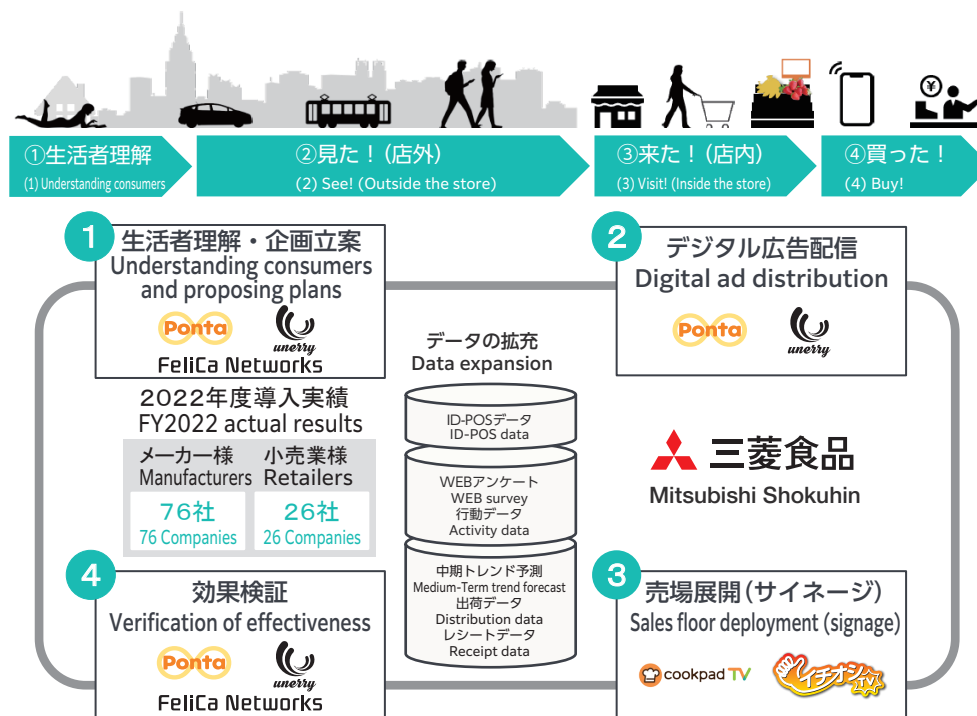 ①生活者理解
(1) Understanding consumers
②見た！(店外)
(2) See! (Outside the store)
③来た！(店内)
(3) Visit! (Inside the store)
¥
④買った！
(4) Buy!
1
生活者理解・企画立案
Understanding consumers
and proposing plans
Ponta
unerry
FeliCa Networks
2
デジタル広告配信
Digital ad distribution
Ponta
unerry
2022年度導入実績
FY2022 actual results
メーカー様
Manufacturers
76社
76 Companies
小売業様
Retailers
26社
26 Companies
データの拡充
Data expansion
ID-POSデータ
ID-POS data
WEBアンケート
WEB survey
行動データ
Activity data
中期トレンド予測
Medium-Term trend forecast
出荷データ
Distribution data
レシートデータ
Receipt data
三菱食品
Mitsubishi Shokuhin
4
効果検証
Verification of effectiveness
Ponta
unerry
FeliCa Networks
3
売場展開(サイネージ)
Sales floor deployment (signage)
cookpad TV
イチオシTV